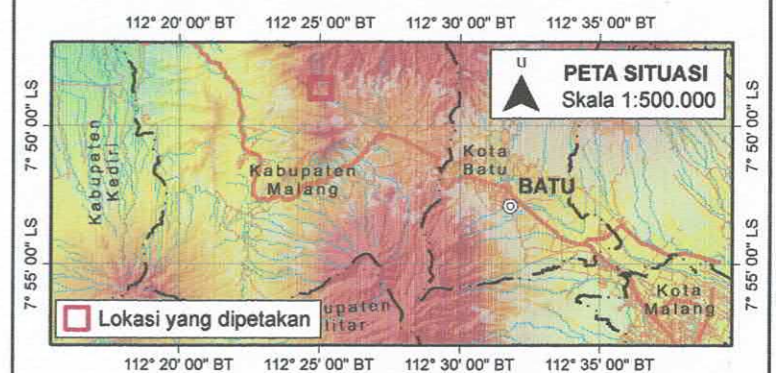 112° 20' 00" BT 112° 25' 00" BT 112° 30' 00" BT 112° 35' 00" BT
U
PETA SITUASI
Skala 1:500.000
7° 50' 00" LS
7° 50' 00" LS
Kabupaten
Kediri
Kabupaten
Malang
Kota
Batu
BATU
7° 55' 00" LS
7° 55' 00" LS
Kota
Malang
upaten
litar
Lokasi yang dipetakan
112° 20' 00" BT 112° 25' 00" BT 112° 30' 00" BT 112° 35' 00" BT